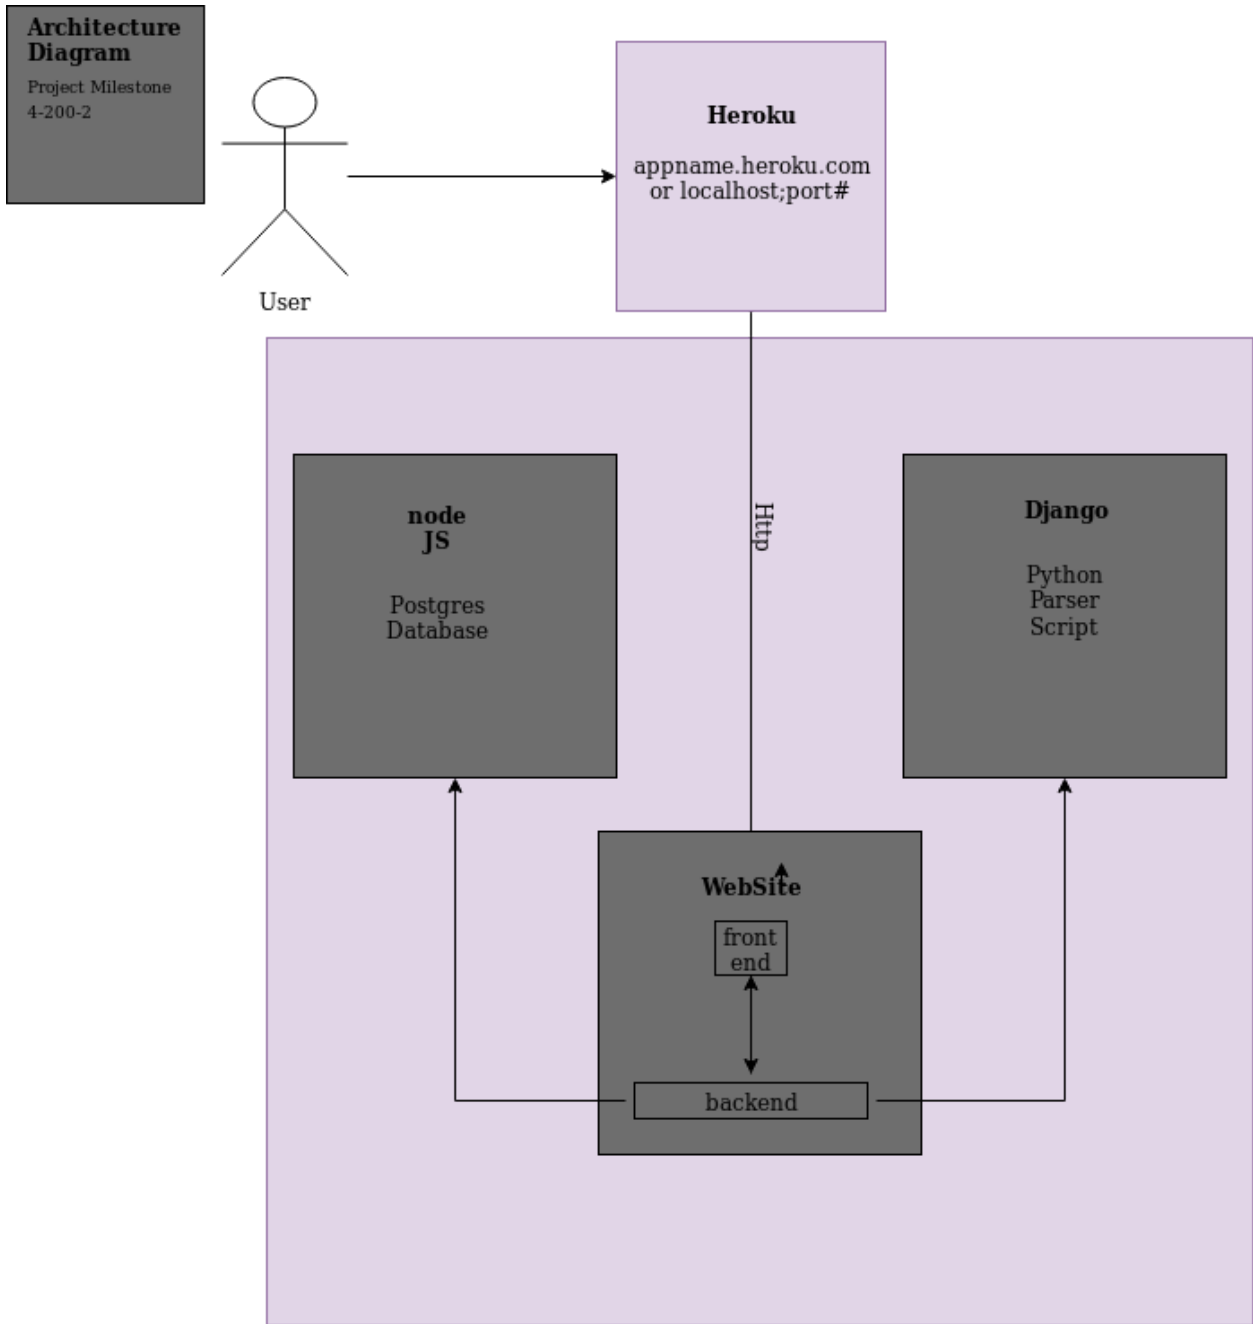 Architecture
Diagram
Project Milestone
4-200-2
User
Heroku
appname.heroku.com
or localhost;port#
Http
node
JS
Postgres
Database
Django
Python
Parser
Script
WebSite
front
end
backend